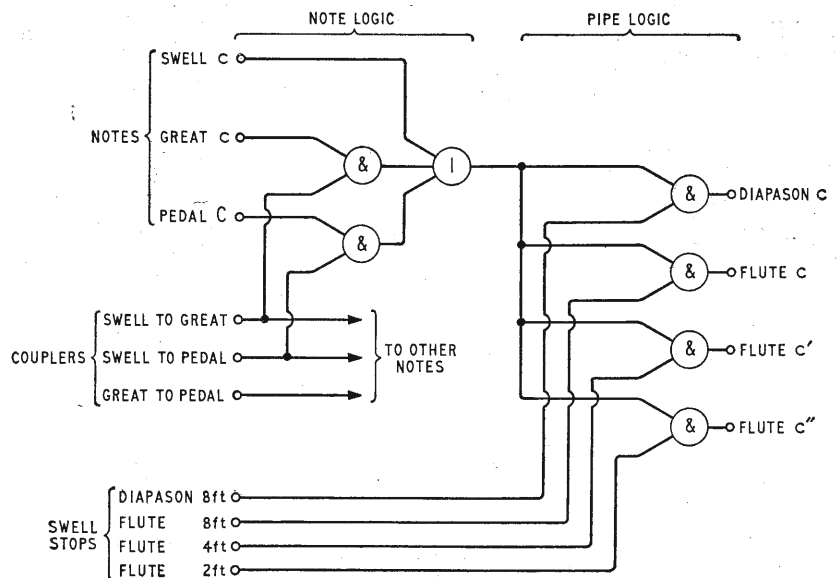 NOTE LOGIC
PIPE LOGIC
NOTES
SWELL C
GREAT C
PEDAL C
&
&
|
&
&
&
&
DIAPASON C
FLUTE C
FLUTE C′
FLUTE C″
COUPLERS
SWELL TO GREAT
SWELL TO PEDAL
GREAT TO PEDAL
TO OTHER
NOTES
SWELL
STOPS
DIAPASON 8ft
FLUTE 8ft
FLUTE 4ft
FLUTE 2ft